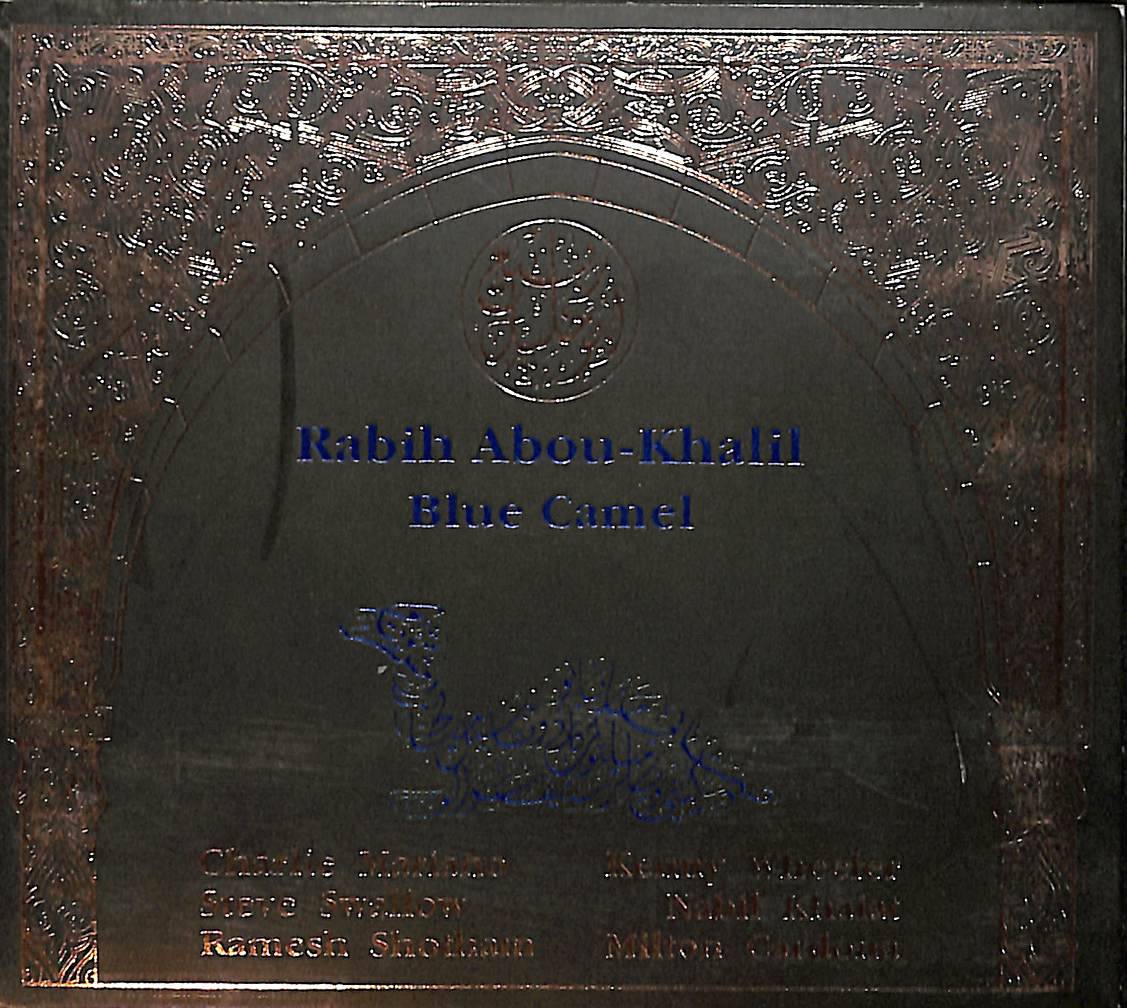 Rabih Abou-Khalil
Blue Camel
Charlie Mariano Kenny Wheeler
Steve Swallow Nabil Khaiat
Ramesh Shotham Milton Cardona